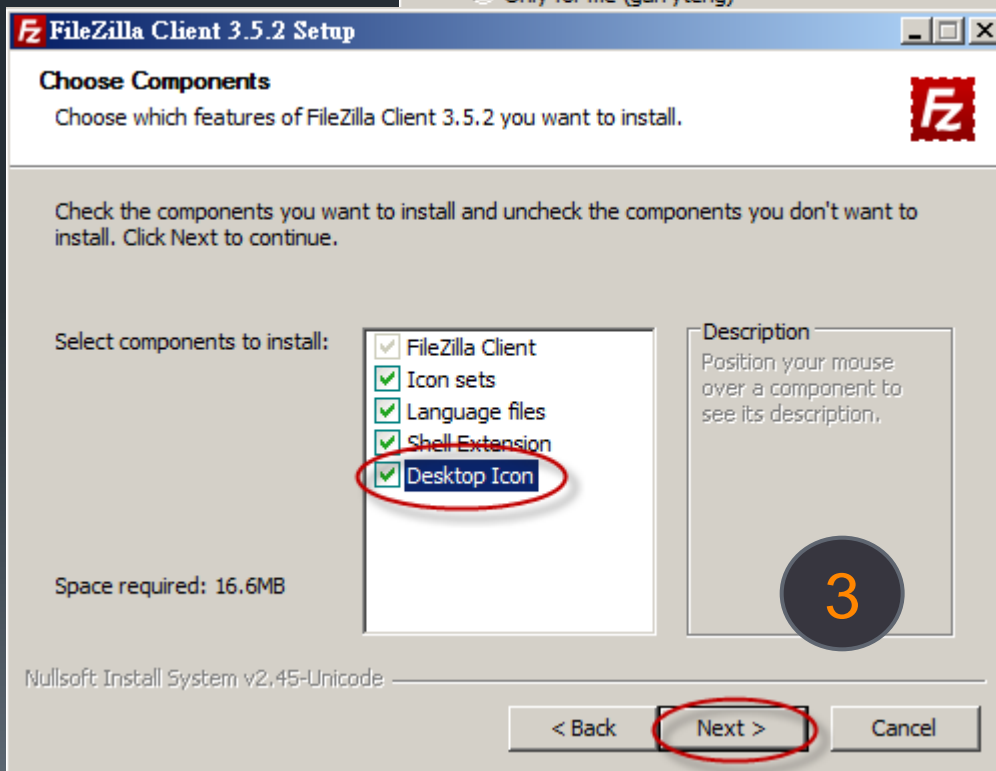 Only for me
FileZilla Client 3.5.2 Setup
Choose Components
Choose which features of FileZilla Client 3.5.2 you want to install.
Fz
Check the components you want to install and uncheck the components you don't want to
install. Click Next to continue.
Select components to install:
FileZilla Client
Icon sets
Language files
Shell Extension
Desktop Icon
Description
Position your mouse
over a component to
see its description.
Space required: 16.6MB
3
Nullsoft Install System v2.45-Unicode
< Back
Next >
Cancel